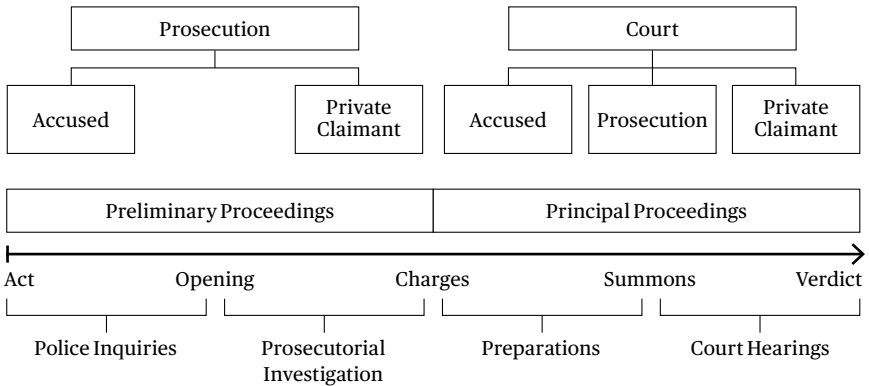 Prosecution
Court
Accused
Private
Claimant
Accused
Prosecution
Private
Claimant
Preliminary Proceedings
Principal Proceedings
Act
Opening
Charges
Summons
Verdict
Police Inquiries
Prosecutorial
Investigation
Preparations
Court Hearings